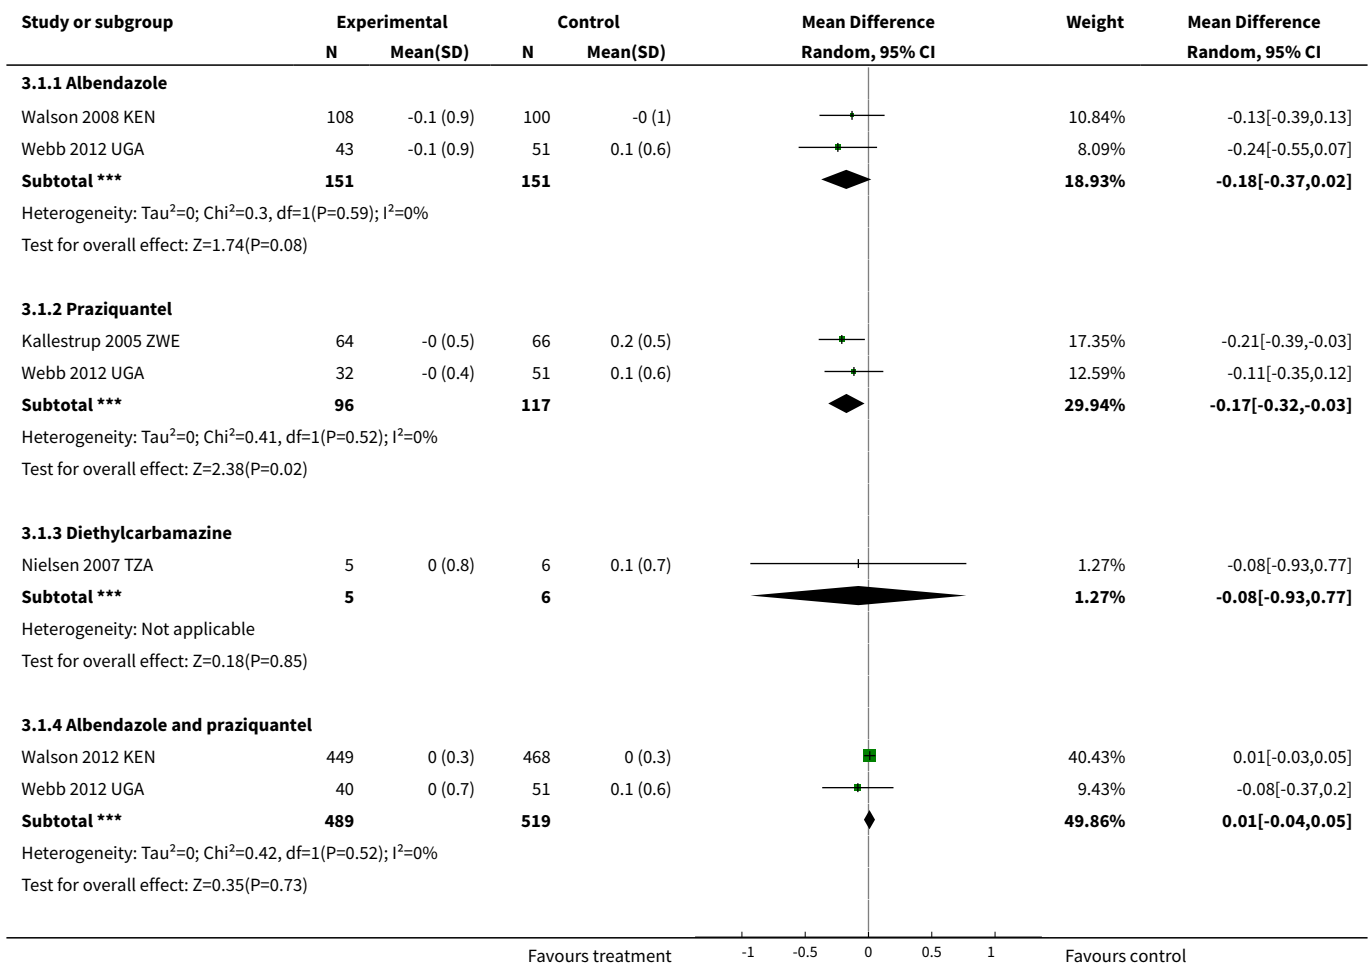 Study or subgroup Experimental Control Mean Difference Weight Mean Difference
N Mean(SD) N Mean(SD) Random, 95% CI Random, 95% CI
3.1.1 Albendazole
Walson 2008 KEN 108 -0.1 (0.9) 100 -0 (1) 10.84% -0.13[-0.39,0.13]
Webb 2012 UGA 43 -0.1 (0.9) 51 0.1 (0.6) 8.09% -0.24[-0.55,0.07]
Subtotal *** 151 151 18.93% -0.18[-0.37,0.02]
Heterogeneity: Tau²=0; Chi²=0.3, df=1(P=0.59); I²=0%
Test for overall effect: Z=1.74(P=0.08)
3.1.2 Praziquantel
Kallestrup 2005 ZWE 64 -0 (0.5) 66 0.2 (0.5) 17.35% -0.21[-0.39,-0.03]
Webb 2012 UGA 32 -0 (0.4) 51 0.1 (0.6) 12.59% -0.11[-0.35,0.12]
Subtotal *** 96 117 29.94% -0.17[-0.32,-0.03]
Heterogeneity: Tau²=0; Chi²=0.41, df=1(P=0.52); I²=0%
Test for overall effect: Z=2.38(P=0.02)
3.1.3 Diethylcarbamazine
Nielsen 2007 TZA 5 0 (0.8) 6 0.1 (0.7) 1.27% -0.08[-0.93,0.77]
Subtotal *** 5 6 1.27% -0.08[-0.93,0.77]
Heterogeneity: Not applicable
Test for overall effect: Z=0.18(P=0.85)
3.1.4 Albendazole and praziquantel
Walson 2012 KEN 449 0 (0.3) 468 0 (0.3) 40.43% 0.01[-0.03,0.05]
Webb 2012 UGA 40 0 (0.7) 51 0.1 (0.6) 9.43% -0.08[-0.37,0.2]
Subtotal *** 489 519 49.86% 0.01[-0.04,0.05]
Heterogeneity: Tau²=0; Chi²=0.42, df=1(P=0.52); I²=0%
Test for overall effect: Z=0.35(P=0.73)
Favours treatment -1 -0.5 0 0.5 1 Favours control